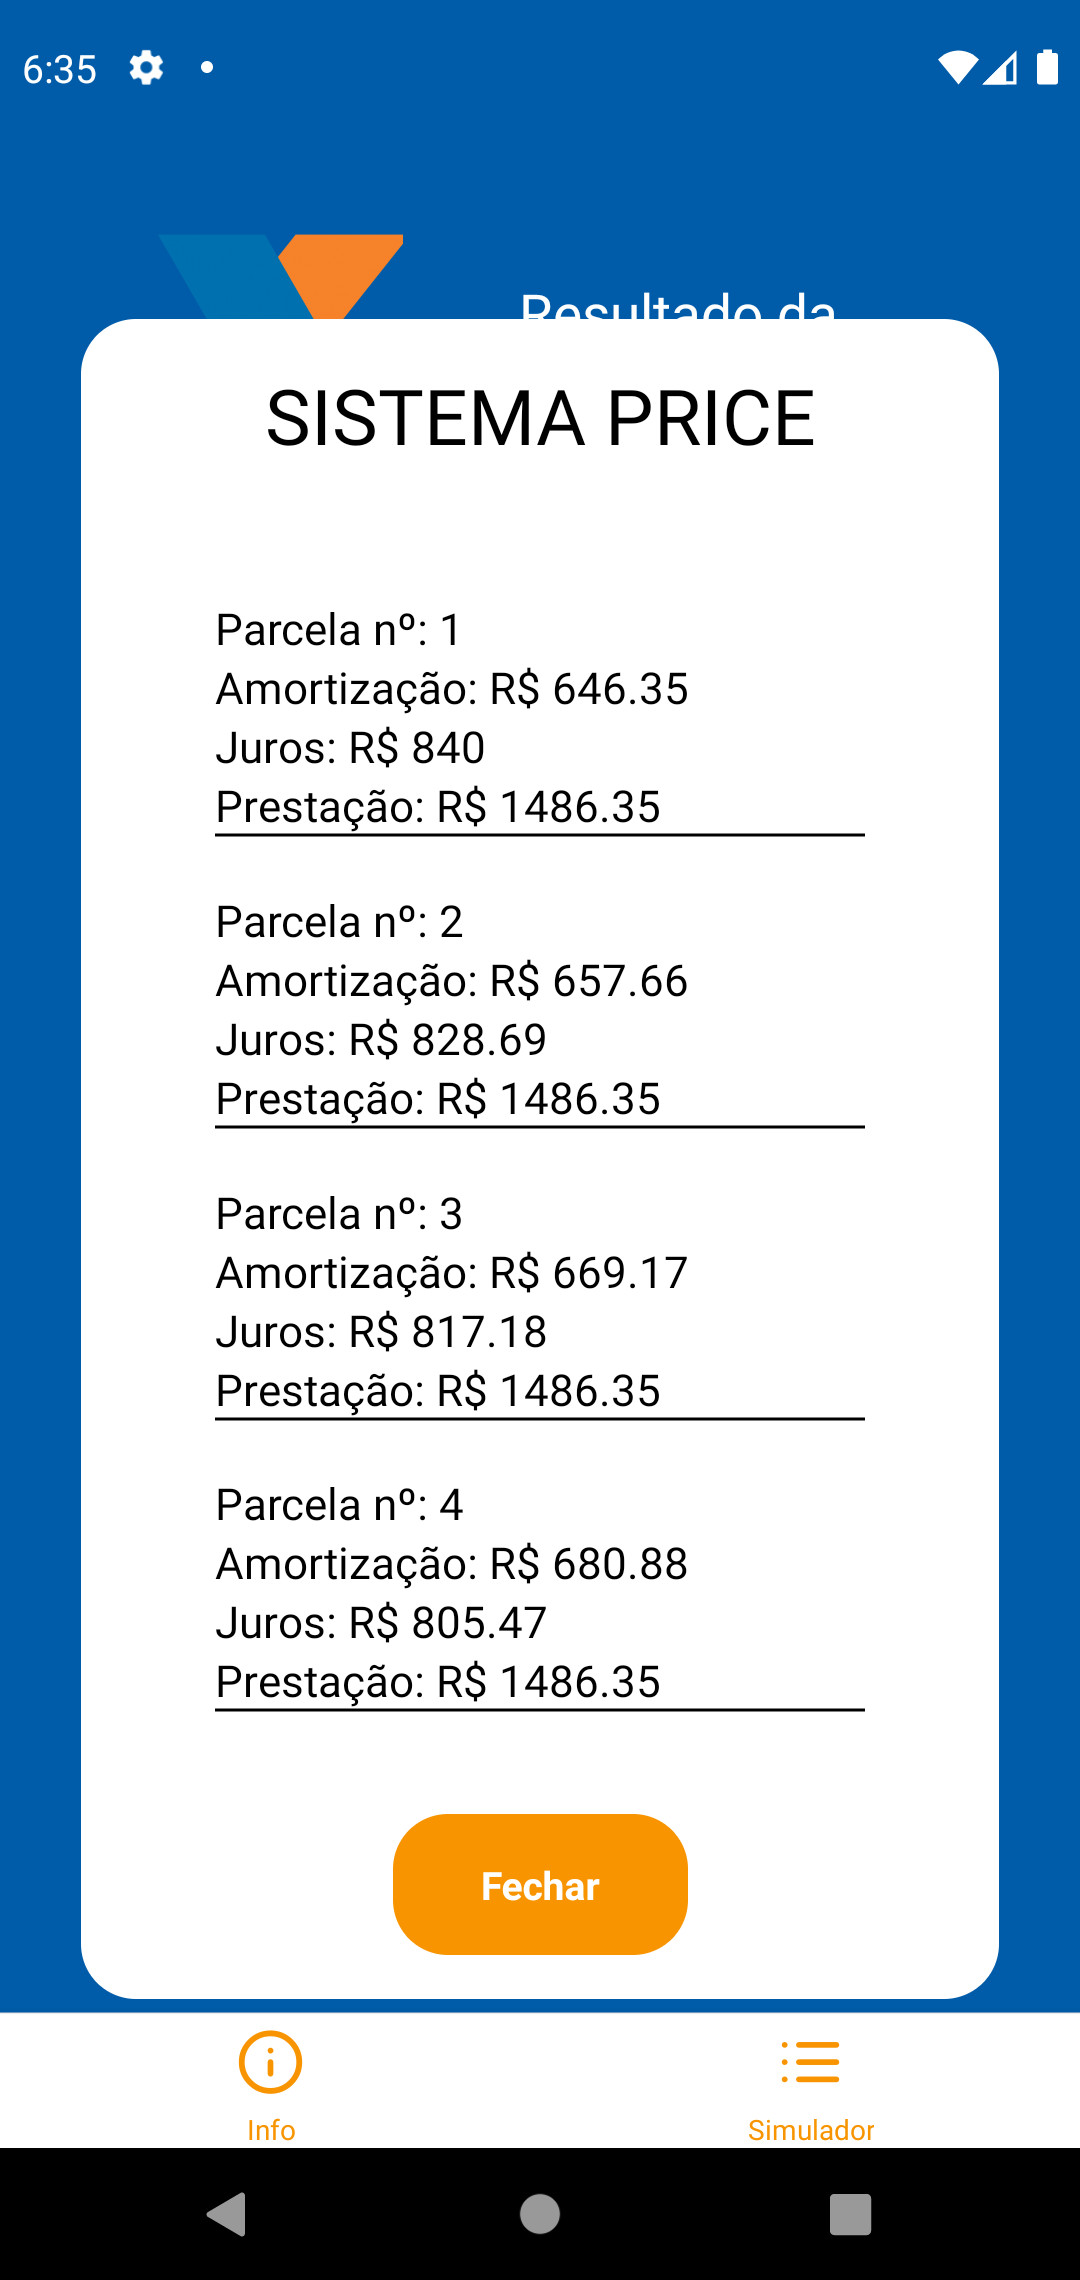 6:35
Resultado da
SISTEMA PRICE
Parcela nº: 1
Amortização: R$ 646.35
Juros: R$ 840
Prestação: R$ 1486.35
Parcela nº: 2
Amortização: R$ 657.66
Juros: R$ 828.69
Prestação: R$ 1486.35
Parcela nº: 3
Amortização: R$ 669.17
Juros: R$ 817.18
Prestação: R$ 1486.35
Parcela nº: 4
Amortização: R$ 680.88
Juros: R$ 805.47
Prestação: R$ 1486.35
Fechar
Info
Simulador